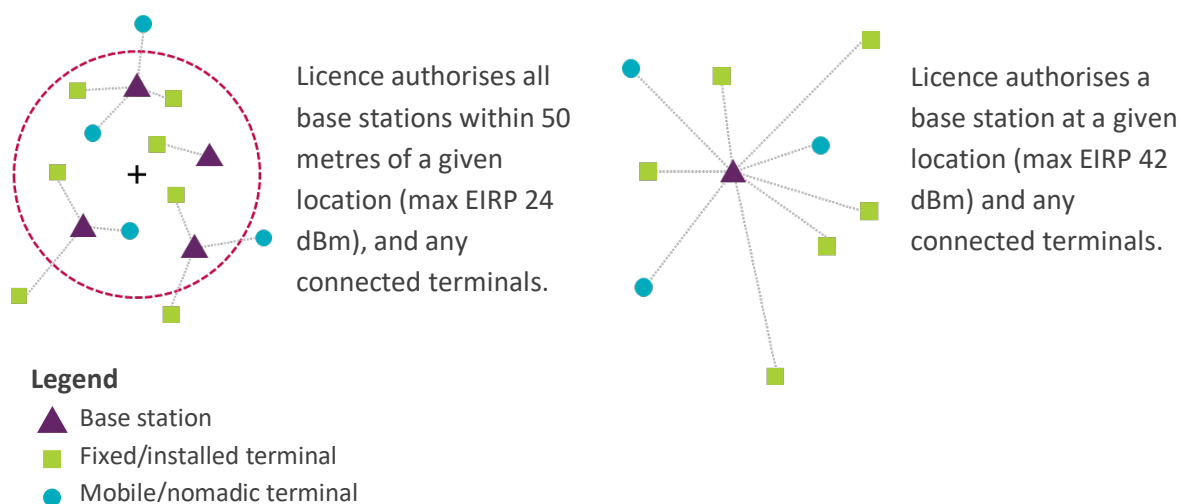 Licence authorises all
base stations within 50
metres of a given
location (max EIRP 24
dBm), and any
connected terminals.
Licence authorises a
base station at a given
location (max EIRP 42
dBm) and any
connected terminals.
Legend
Base station
Fixed/installed terminal
Mobile/nomadic terminal